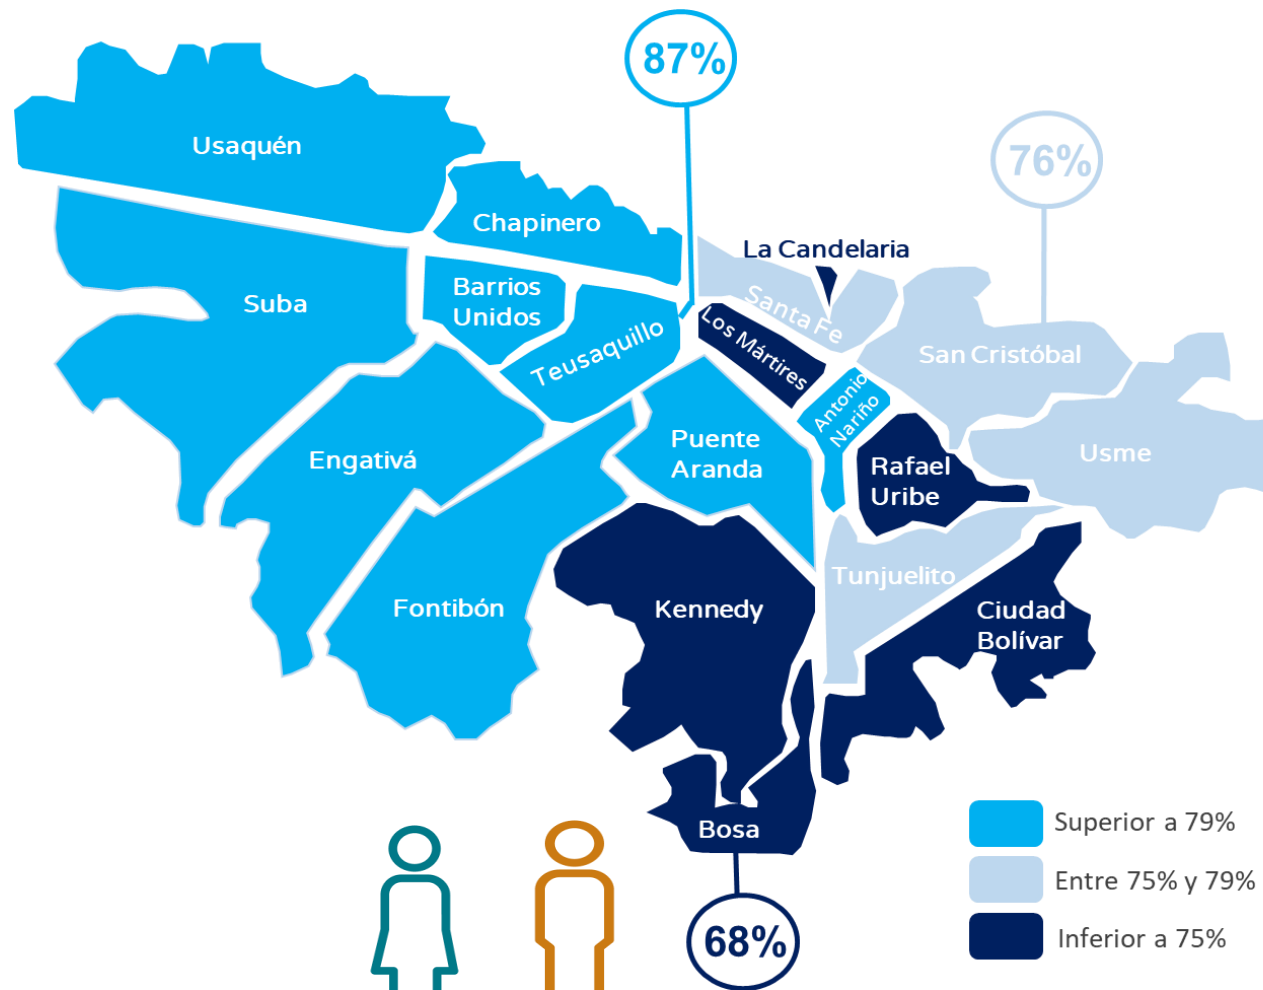 87%
76%
Usaquén
Chapinero
La Candelaria
Barrios
Unidos
Suba
Santa Fe
Los Mártires
Teusaquillo
San Cristóbal
Antonio
Nariño
Puente
Aranda
Engativá
Rafael
Uribe
Usme
Tunjuelito
Fontibón
Kennedy
Ciudad
Bolívar
Bosa
68%
Superior a 79%
Entre 75% y 79%
Inferior a 75%